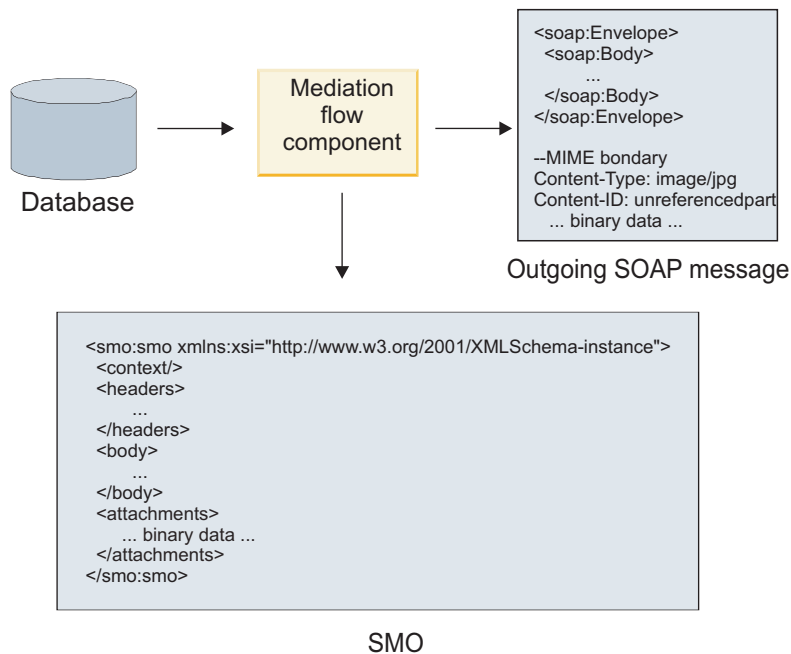 Database
Mediation
flow
component
<soap:Envelope>
<soap:Body>
...
</soap:Body>
</soap:Envelope>
--MIME bondary
Content-Type: image/jpg
Content-ID: unreferencedpart
... binary data ...
Outgoing SOAP message
<smo:smo xmlns:xsi="http://www.w3.org/2001/XMLSchema-instance">
<context/>
<headers>
...
</headers>
<body>
...
</body>
<attachments>
... binary data ...
</attachments>
</smo:smo>
SMO